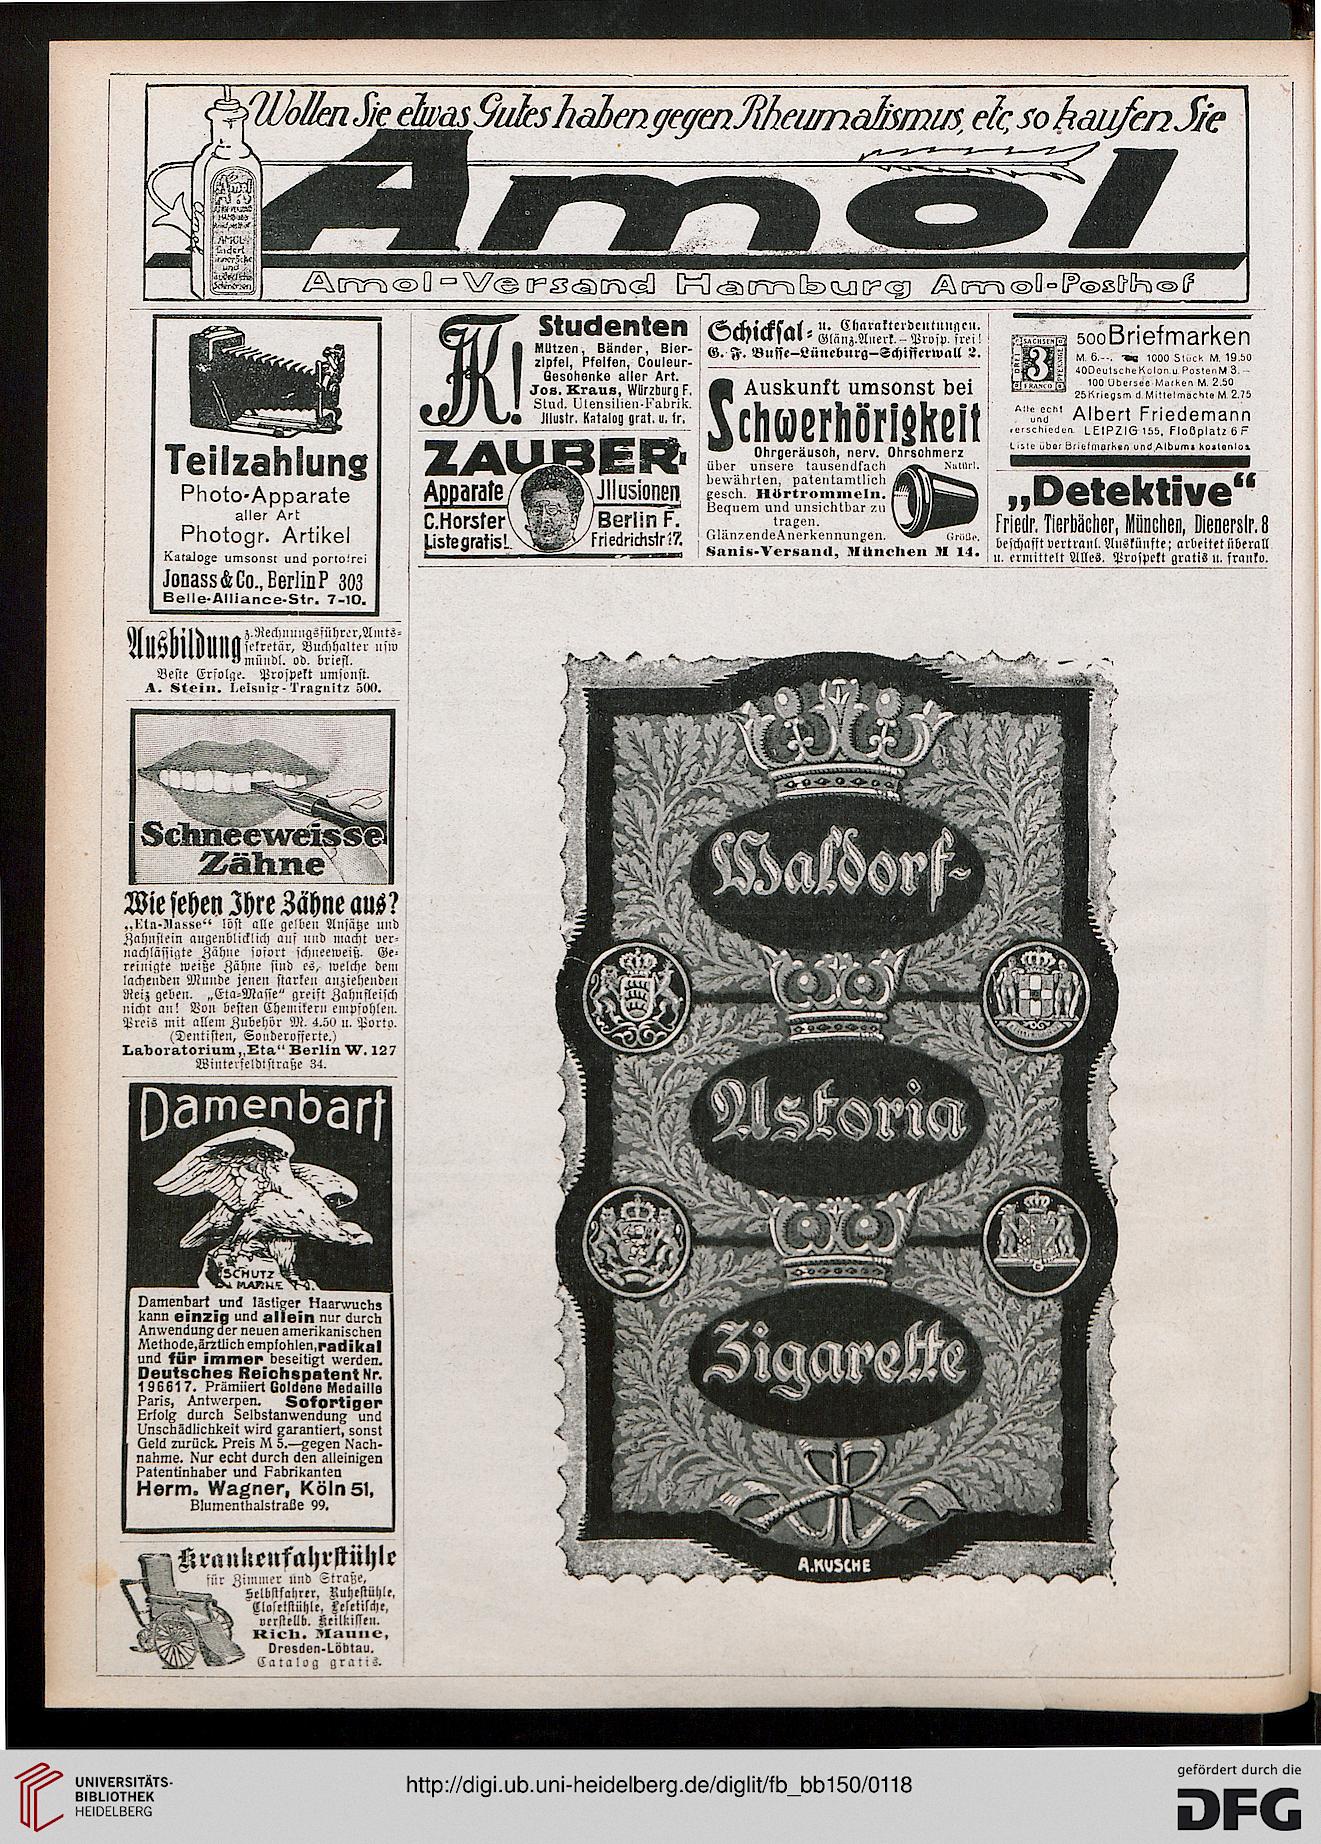 Wollen Sie etwas Gutes haben gegen Rheumatismus, etc, so kaufen Sie
Amol
Amol
AMOL
und
Amol-Versand Hamburg Amol-Posthof
Teilzahlung
Photo-Apparate
aller Art
Photogr. Artikel
Kataloge umsonst und portofrei
Jonass & Co., Berlin P 303
Belle-Alliance-Str. 7-10.
Ausbildung z. Rechnungsführer, Amts-
sekretär, Buchhalter usw
mündl. od. briefl.
Beste Erfolge. Prospekt umsonst.
A. Stein. Leisnig-Tragnitz 500.
Schneeweisse
Zähne
Wie sehen Ihre Zähne aus?
„Eta-Masse“ löst alle gelben Ansätze und
Zahnstein augenblicklich auf und macht ver-
nachlässigte Zähne sofort schneeweiß. Ge-
reinigte weiße Zähne sind es, welche dem
lachenden Munde jenen starken anziehenden
Reiz geben. „Eta-Masse“ greift Zahnfleisch
nicht an! Von besten Chemikern empfohlen.
Preis mit allem Zubehör M. 4.50 u. Porto.
(Dentisten, Sonderofferte.)
Laboratorium „Eta“ Berlin W. 127
Winterfeldtstraße 34.
Damenbart
SCHUTZ
MARKE
Damenbart und lästiger Haarwuchs
kann einzig und allein nur durch
Anwendung der neuen amerikanischen
Methode, ärztlich empfohlen, radikal
und für immer beseitigt werden.
Deutsches Reichspatent Nr.
196617. Prämiiert Goldene Medaille
Paris, Antwerpen. Sofortiger
Erfolg durch Selbstanwendung und
Unschädlichkeit wird garantiert, sonst
Geld zurück. Preis M 5.—gegen Nach-
nahme. Nur echt durch den alleinigen
Patentinhaber und Fabrikanten
Herm. Wagner, Köln 51,
Blumenthalstraße 99.
Krankenfahrstühle
für Zimmer und Straße,
Selbstfahrer, Ruhestühle,
Closetstühle, Lesetische,
verstellb. Keilkissen.
Rich. Maune,
Dresden-Löbtau.
Catalog gratis.
Studenten
Mützen, Bänder, Bier-
zipfel, Pfeifen, Couleur-
Geschenke aller Art.
Jos. Kraus, Würzburg F.
Stud. Utensilien-Fabrik.
Jllustr. Katalog grat. u. fr.
ZAUBER-
Apparate Jllusionen
C. Horster Berlin F.
Liste gratis! Friedrichstr 17.
Schicksal- u. Charakterdeutungen.
Glänz. Anerk. – Prosp. frei!
G. F. Busse–Lüneburg–Schifferwall 2.
Auskunft umsonst bei
Schwerhörigkeit
Ohrgeräusch, nerv. Ohrschmerz
über unsere tausendfach
bewährten, patentamtlich
gesch. Hörtrommeln.
Bequem und unsichtbar zu
tragen.
Glänzende Anerkennungen.
Natürl.
Größe.
Sanis-Versand, München M 14.
SACHSEN
DREI
3
PFENNIGE
FRANCO
500 Briefmarken
M. 6.–. 1000 Stück M. 19.50
40 Deutsche Kolon. u. Posten M 3.–
100 Übersee Marken M. 2.50
25 Kriegsm d. Mittelmächte M. 2.75
Alle echt
und
verschieden. Albert Friedemann
LEIPZIG 155, Floßplatz 6 F
Liste über Briefmarken und Albums kostenlos
„Detektive“
Friedr. Tierbächer, München, Dienerstr. 8
beschafft vertraul. Auskünfte; arbeitet überall
u. ermittelt Alles. Prospekt gratis u. franko.
Waldorf-
Astoria
Zigarette
A. KUSCHE
UNIVERSITÄTS-
BIBLIOTHEK
HEIDELBERG
http://digi.ub.uni-heidelberg.de/diglit/fb_bb150/0118
gefördert durch die
DFG